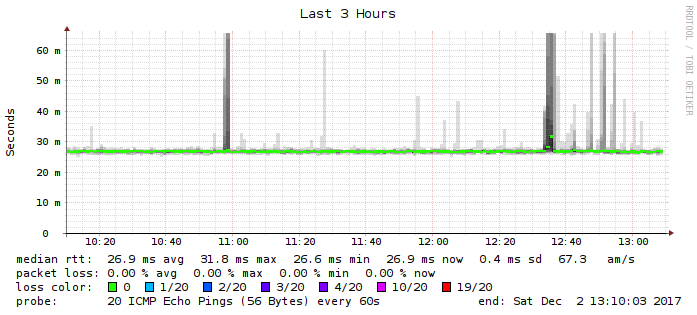 Last 3 Hours
RRDTOOL / TOBI OETIKER
Seconds
60 m
50 m
40 m
30 m
20 m
10 m
0
10:20 10:40 11:00 11:20 11:40 12:00 12:20 12:40 13:00
median rtt: 26.9 ms avg 31.8 ms max 26.6 ms min 26.9 ms now 0.4 ms sd 67.3 am/s
packet loss: 0.00 % avg 0.00 % max 0.00 % min 0.00 % now
loss color: 0 1/20 2/20 3/20 4/20 10/20 19/20
probe: 20 ICMP Echo Pings (56 Bytes) every 60s end: Sat Dec 2 13:10:03 2017